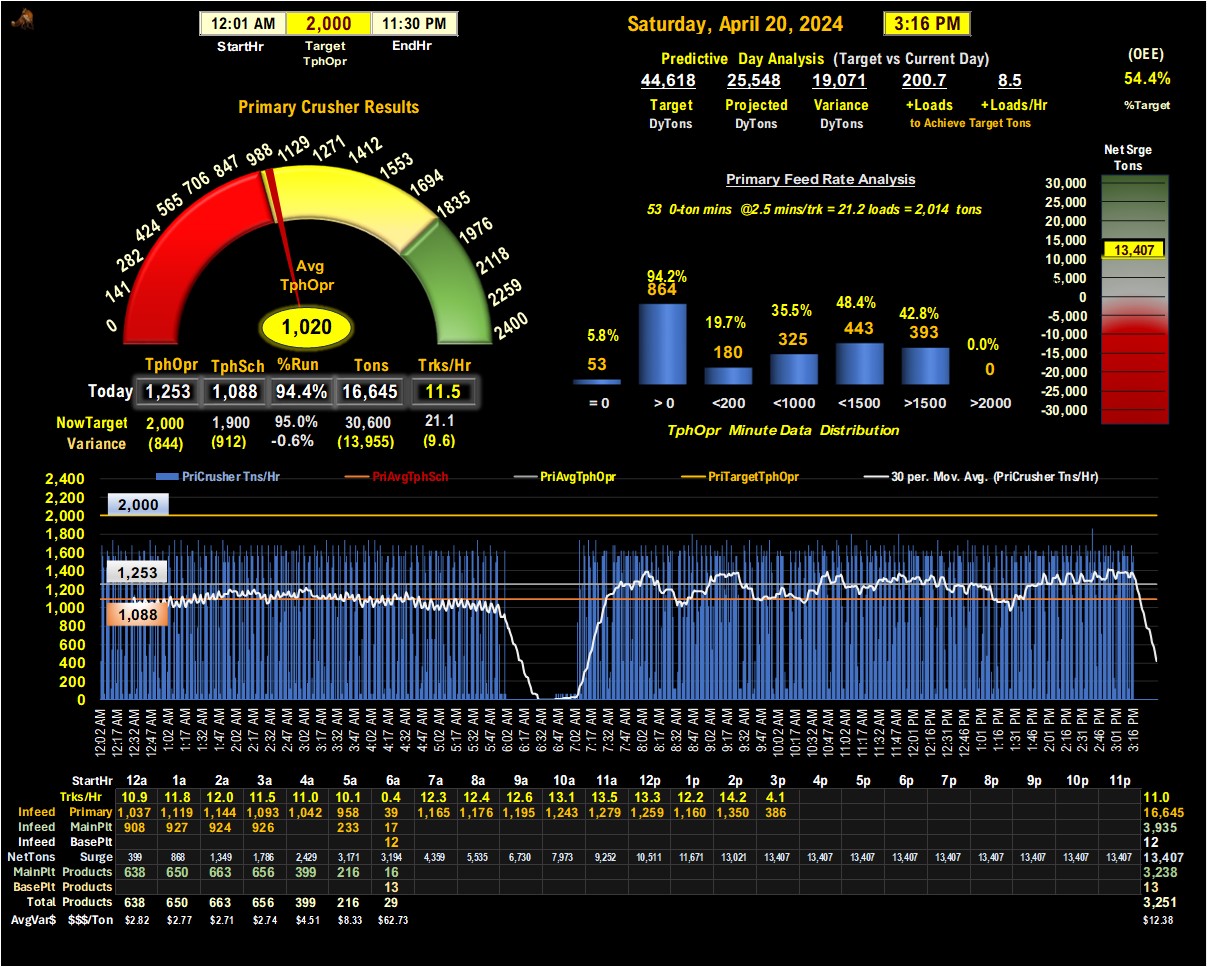 12:01 AM 2,000 11:30 PM
StartHr Target TphOpr EndHr
Saturday, April 20, 2024 3:16 PM
Predictive Day Analysis (Target vs Current Day)
44,618 25,548 19,071 200.7 8.5
Target Projected Variance +Loads +Loads/Hr
DyTons DyTons DyTons to Achieve Target Tons
(OEE)
54.4%
%Target
Primary Crusher Results
0 141 282 424 565 706 847 988 1129 1271 1412 1553 1694 1835 1976 2118 2259 2400
Avg
TphOpr
1,020
TphOpr TphSch %Run Tons Trks/Hr
Today 1,253 1,088 94.4% 16,645 11.5
NowTarget 2,000 1,900 95.0% 30,600 21.1
Variance (844) (912) -0.6% (13,955) (9.6)
Primary Feed Rate Analysis
53 0-ton mins @2.5 mins/trk = 21.2 loads = 2,014 tons
5.8% 94.2% 19.7% 35.5% 48.4% 42.8% 0.0%
53 864 180 325 443 393 0
= 0 > 0 <200 <1000 <1500 >1500 >2000
TphOpr Minute Data Distribution
Net Srge
Tons
30,000
25,000
20,000
15,000
13,407
10,000
5,000
0
-5,000
-10,000
-15,000
-20,000
-25,000
-30,000
PriCrusher Tns/Hr PriAvgTphSch PriAvgTphOpr PriTargetTphOpr 30 per. Mov. Avg. (PriCrusher Tns/Hr)
2,400
2,200
2,000
1,800
1,600
1,400
1,200
1,000
800
600
400
200
0
2,000
1,253
1,088
12:02 AM 12:17 AM 12:32 AM 12:47 AM 1:02 AM 1:17 AM 1:32 AM 1:47 AM 2:02 AM 2:17 AM 2:32 AM 2:47 AM 3:02 AM 3:17 AM 3:32 AM 3:47 AM 4:02 AM 4:17 AM 4:32 AM 4:47 AM 5:02 AM 5:17 AM 5:32 AM 5:47 AM 6:02 AM 6:17 AM 6:32 AM 6:47 AM 7:02 AM 7:17 AM 7:32 AM 7:47 AM 8:02 AM 8:17 AM 8:32 AM 8:47 AM 9:02 AM 9:17 AM 9:32 AM 9:47 AM 10:02 AM 10:17 AM 10:32 AM 10:47 AM 11:02 AM 11:17 AM 11:32 AM 11:47 AM 12:02 PM 12:16 PM 12:31 PM 12:46 PM 1:01 PM 1:16 PM 1:31 PM 1:46 PM 2:01 PM 2:16 PM 2:31 PM 2:46 PM 3:01 PM 3:16 PM
StartHr 12a 1a 2a 3a 4a 5a 6a 7a 8a 9a 10a 11a 12p 1p 2p 3p 4p 5p 6p 7p 8p 9p 10p 11p
Trks/Hr 10.9 11.8 12.0 11.5 11.0 10.1 0.4 12.3 12.4 12.6 13.1 13.5 13.3 12.2 14.2 4.1 11.0
Infeed Primary 1,037 1,119 1,144 1,093 1,042 958 39 1,165 1,176 1,195 1,243 1,279 1,259 1,160 1,350 386 16,645
Infeed MainPlt 908 927 924 926 233 17 3,935
Infeed BasePlt 12 12
NetTons Surge 399 868 1,349 1,786 2,429 3,171 3,194 4,359 5,535 6,730 7,973 9,252 10,511 11,671 13,021 13,407 13,407 13,407 13,407 13,407 13,407 13,407 13,407 13,407 13,407
MainPlt Products 638 650 663 656 399 216 16 3,238
BasePlt Products 13 13
Total Products 638 650 663 656 399 216 29 3,251
AvgVar$ $$$/Ton $2.82 $2.77 $2.71 $2.74 $4.51 $8.33 $62.73 $12.38